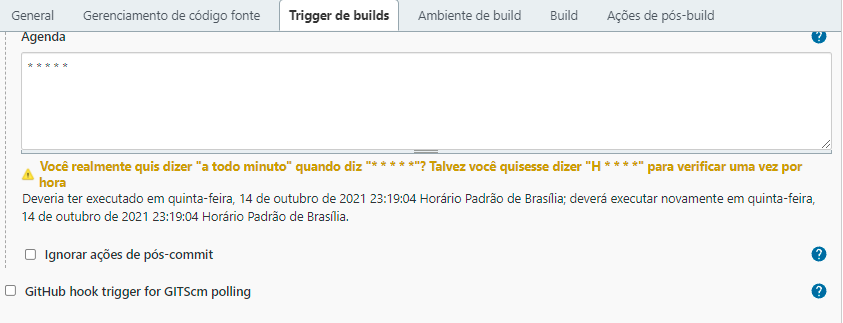 General Gerenciamento de código fonte Trigger de builds Ambiente de build Build Ações de pós-build
Agenda
* * * * *
Você realmente quis dizer "a todo minuto" quando diz "* * * * *"? Talvez você quisesse dizer "H * * * *" para verificar uma vez por
hora
Deveria ter executado em quinta-feira, 14 de outubro de 2021 23:19:04 Horário Padrão de Brasília; deverá executar novamente em quinta-feira,
14 de outubro de 2021 23:19:04 Horário Padrão de Brasília.
Ignorar ações de pós-commit
GitHub hook trigger for GITScm polling